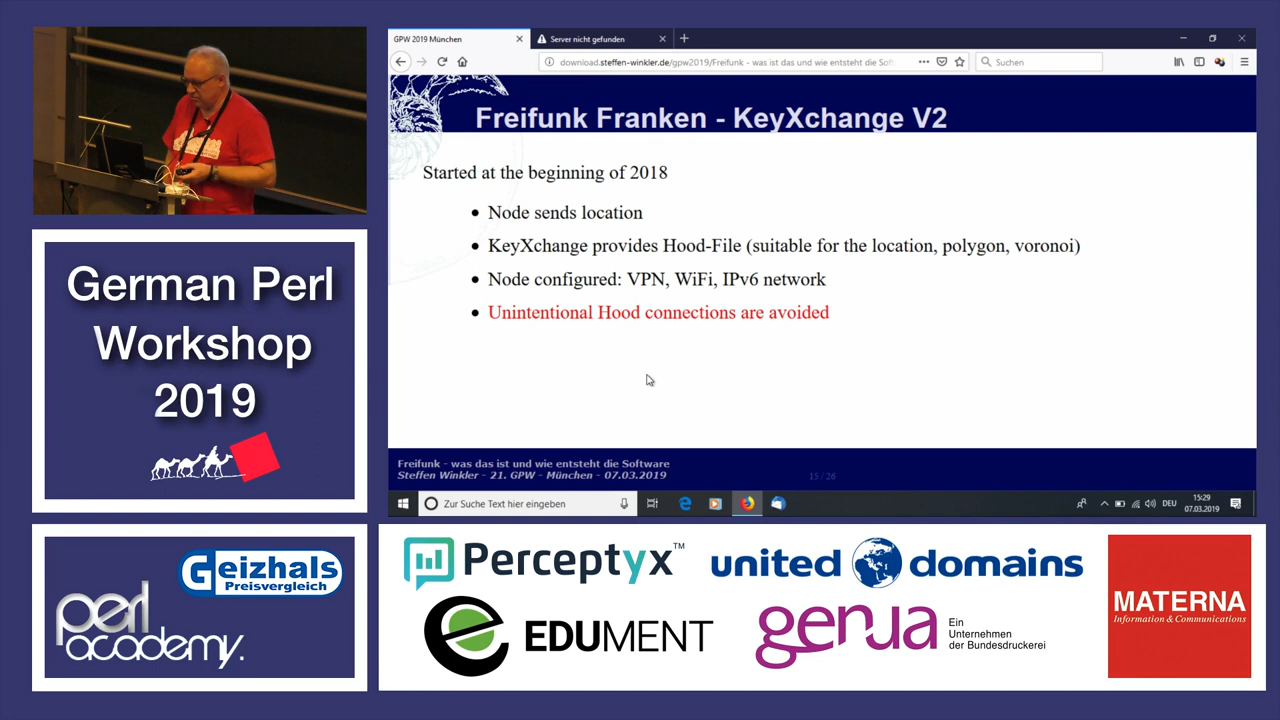 GPW 2019 München
Server nicht gefunden
download.steffen-winkler.de/gpw2019/Freifunk - was ist das und wie entsteht die Sof
Suchen
Freifunk Franken - KeyXchange V2
Started at the beginning of 2018
Node sends location
KeyXchange provides Hood-File (suitable for the location, polygon, voronoi)
Node configured: VPN, WiFi, IPv6 network
Unintentional Hood connections are avoided
Freifunk - was das ist und wie entsteht die Software
Steffen Winkler - 21. GPW - München - 07.03.2019
15 / 26
Zur Suche Text hier eingeben
DEU
15:29
07.03.2019
German Perl
Workshop
2019
Geizhals
Preisvergleich
perl
academy.
Perceptyx™
united domains
EDUMENT
genua
Ein
Unternehmen
der Bundesdruckerei
MATERNA
Information & Communications